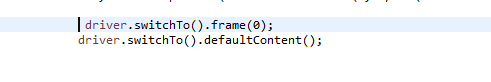 driver.switchTo().frame(0);
driver.switchTo().defaultContent();